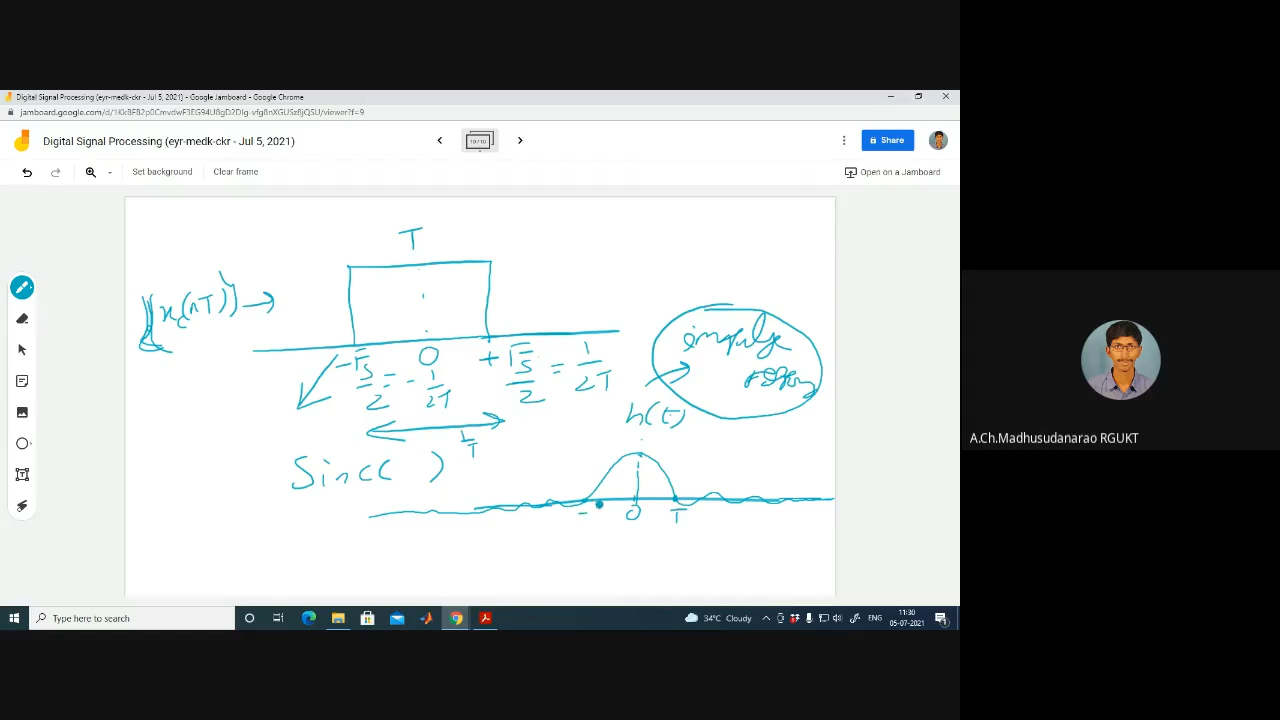 Digital Signal Processing (eyr-medk-ckr - Jul 5, 2021) - Google Jamboard - Google Chrome
Digital Signal Processing (eyr-medk-ckr - Jul 5, 2021)
10/10
Share
Set background
Clear frame
Open on a Jamboard
T
x_c(nT) →
-Fs/2 = -1/2T
0
+Fs/2 = 1/2T
impulse
1/T
h(t)
Sinc( )
-
0
T
A.Ch.Madhusudanarao RGUKT
Type here to search
34°C Cloudy
ENG
11:30
05-07-2021